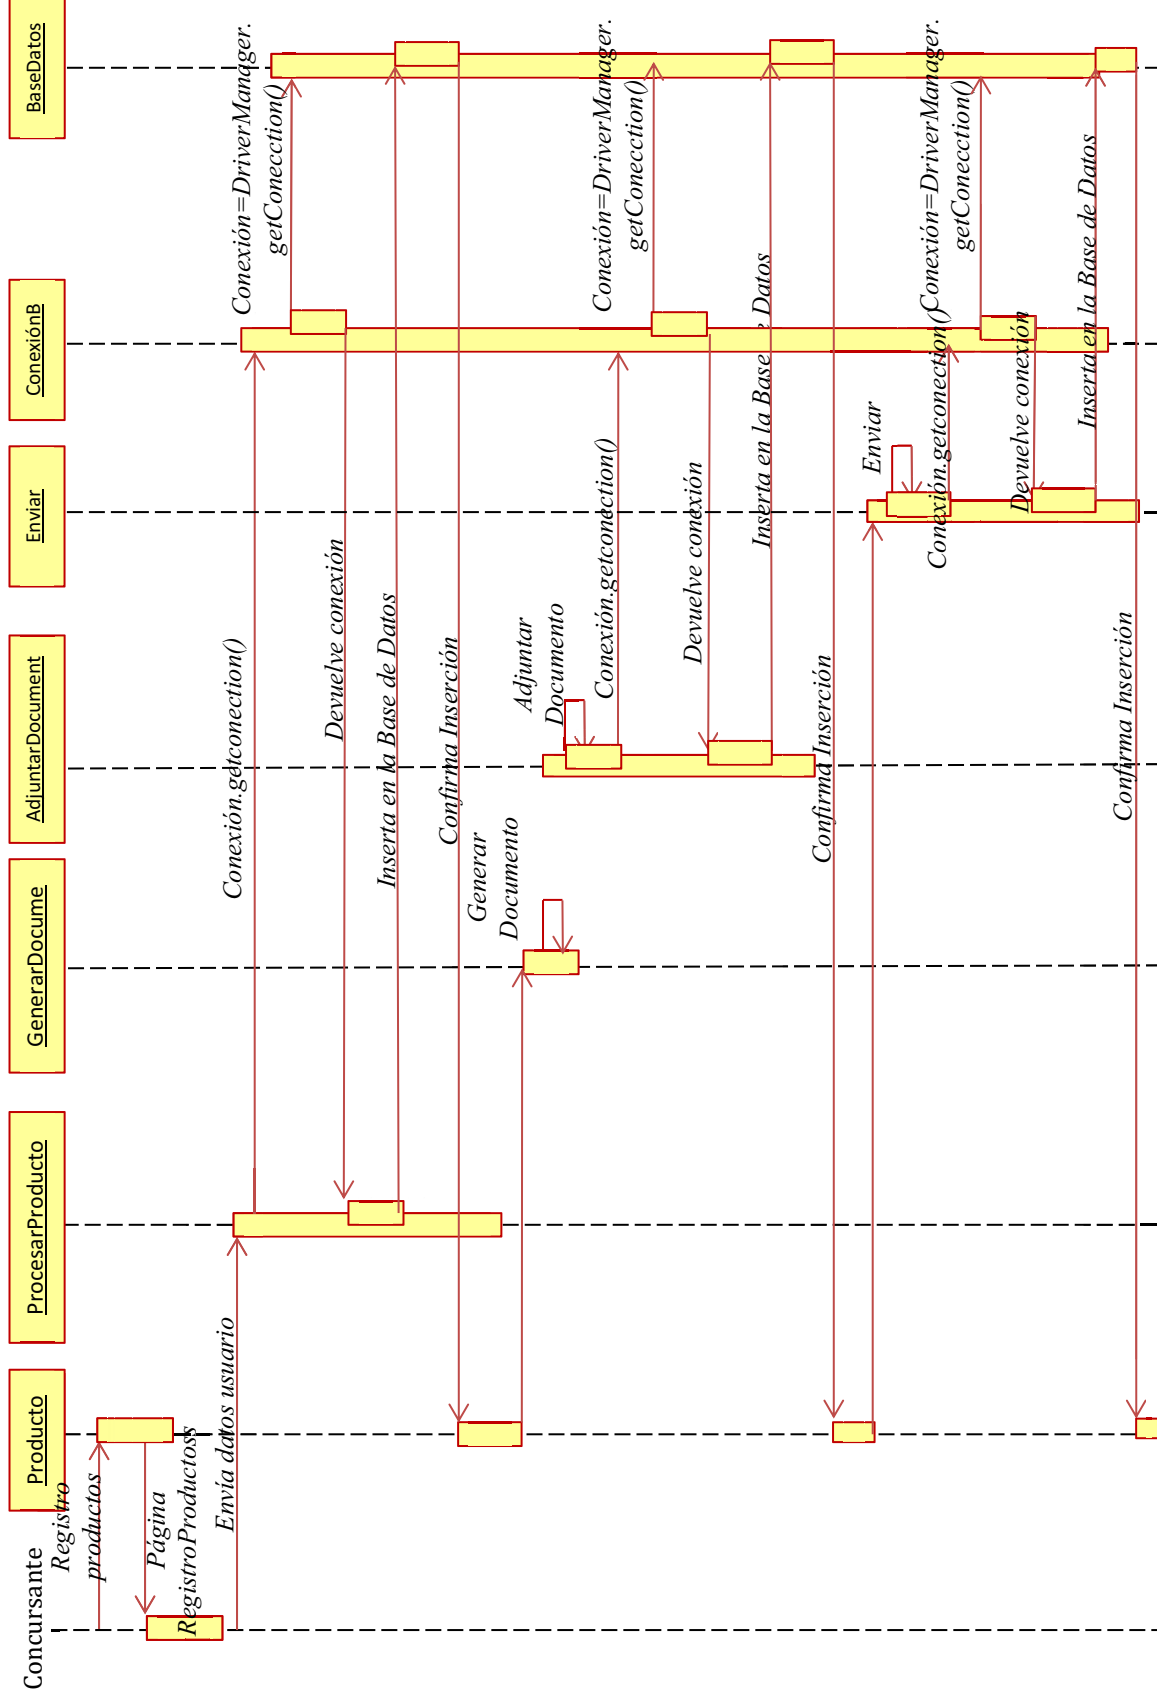 Concursante
Producto
ProcesarProducto
GenerarDocume
AdjuntarDocument
Enviar
ConexiónB
BaseDatos
Registro
productos
Página
RegistroProductoss
Envía datos usuario
Conexión.getconection()
Conexión=DriverManager.
getConecction()
Devuelve conexión
Inserta en la Base de Datos
Confirma Inserción
Generar
Documento
Adjuntar
Documento
Conexión.getconection()
Conexión=DriverManager.
getConecction()
Devuelve conexión
Inserta en la Base e Datos
Confirma Inserción
Enviar
Conexión.getconection()
Conexión=DriverManager.
getConecction()
Devuelve conexión
Inserta en la Base de Datos
Confirma Inserción